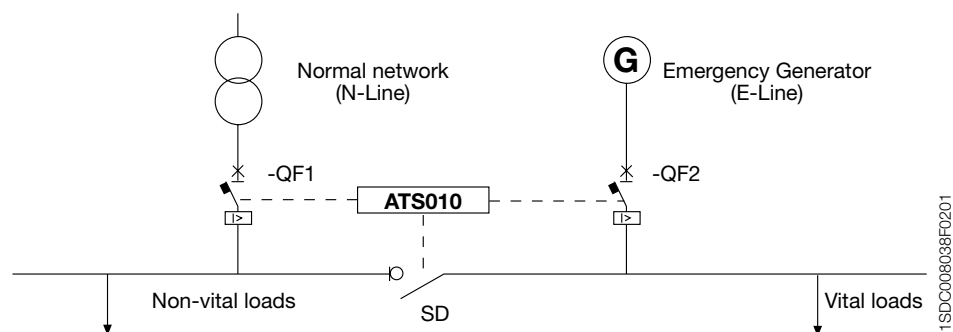 Normal network
(N-Line)
G
Emergency Generator
(E-Line)
-QF1
-QF2
ATS010
I>
I>
Non-vital loads
SD
Vital loads
1SDC008038F0201